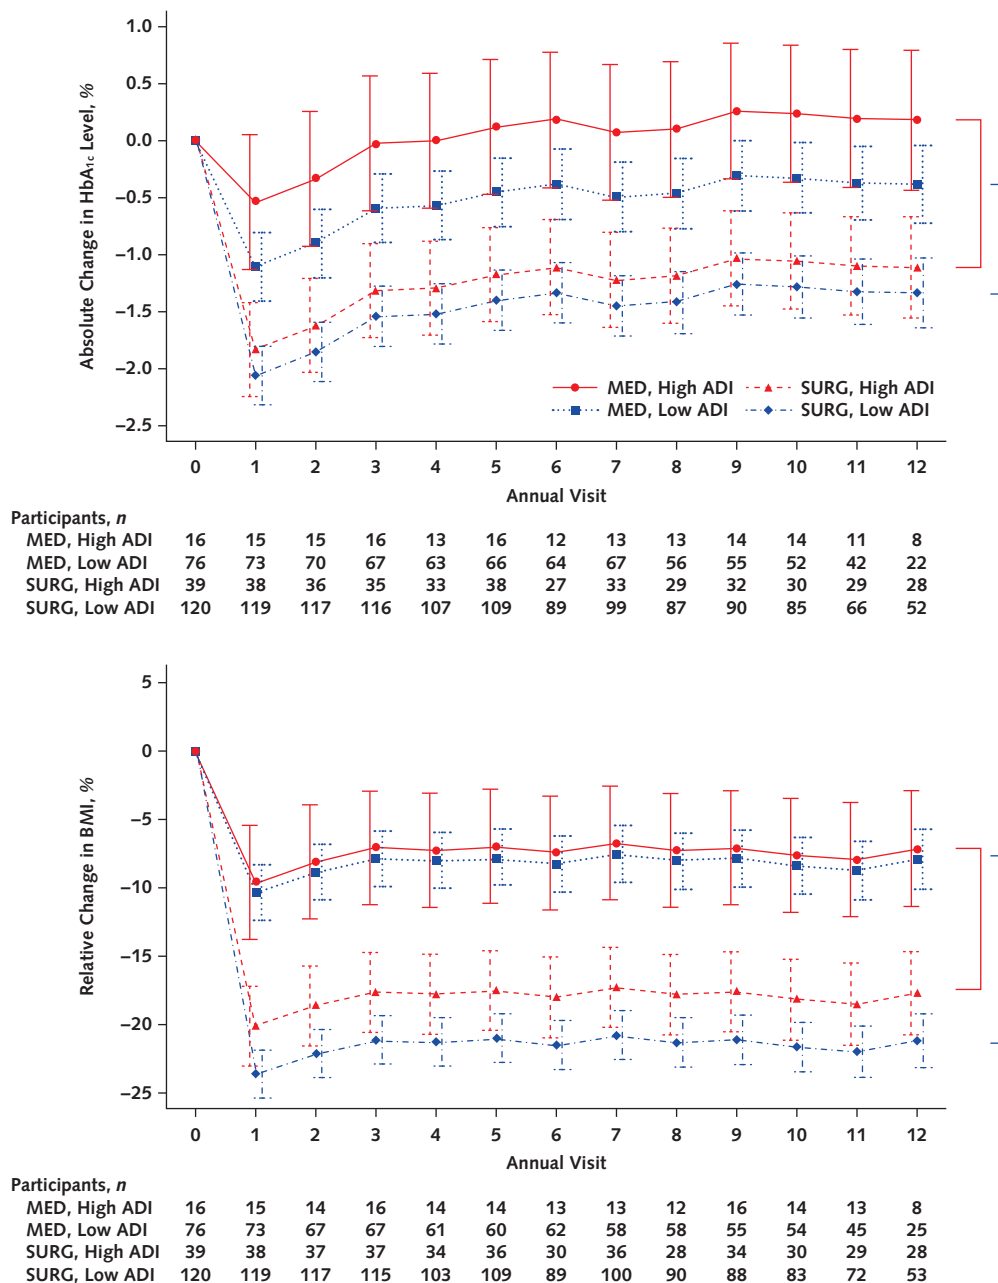 1.0
0.5
0.0
–0.5
–1.0
–1.5
–2.0
–2.5
Absolute Change in HbA1c Level, %
MED, High ADI SURG, High ADI
MED, Low ADI SURG, Low ADI
0 1 2 3 4 5 6 7 8 9 10 11 12
Annual Visit
Participants, n
MED, High ADI 16 15 15 16 13 16 12 13 13 14 14 11 8
MED, Low ADI 76 73 70 67 63 66 64 67 56 55 52 42 22
SURG, High ADI 39 38 36 35 33 38 27 33 29 32 30 29 28
SURG, Low ADI 120 119 117 116 107 109 89 99 87 90 85 66 52
5
0
–5
–10
–15
–20
–25
Relative Change in BMI, %
0 1 2 3 4 5 6 7 8 9 10 11 12
Annual Visit
Participants, n
MED, High ADI 16 15 14 16 14 14 13 13 12 16 14 13 8
MED, Low ADI 76 73 67 67 61 60 62 58 58 55 54 45 25
SURG, High ADI 39 38 37 37 34 36 30 36 28 34 30 29 28
SURG, Low ADI 120 119 117 115 103 109 89 100 90 88 83 72 53